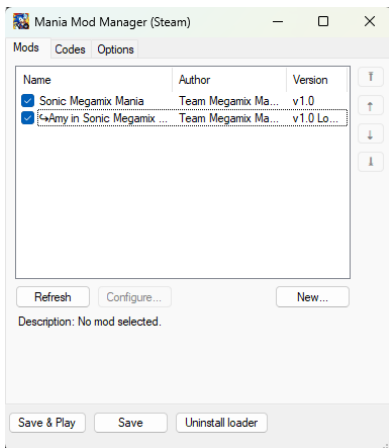 Mania Mod Manager (Steam)
Mods Codes Options
Name Author Version
Sonic Megamix Mania Team Megamix Ma... v1.0
↪Amy in Sonic Megamix ... Team Megamix Ma... v1.0 Lo...
Refresh Configure... New...
Description: No mod selected.
Save & Play Save Uninstall loader